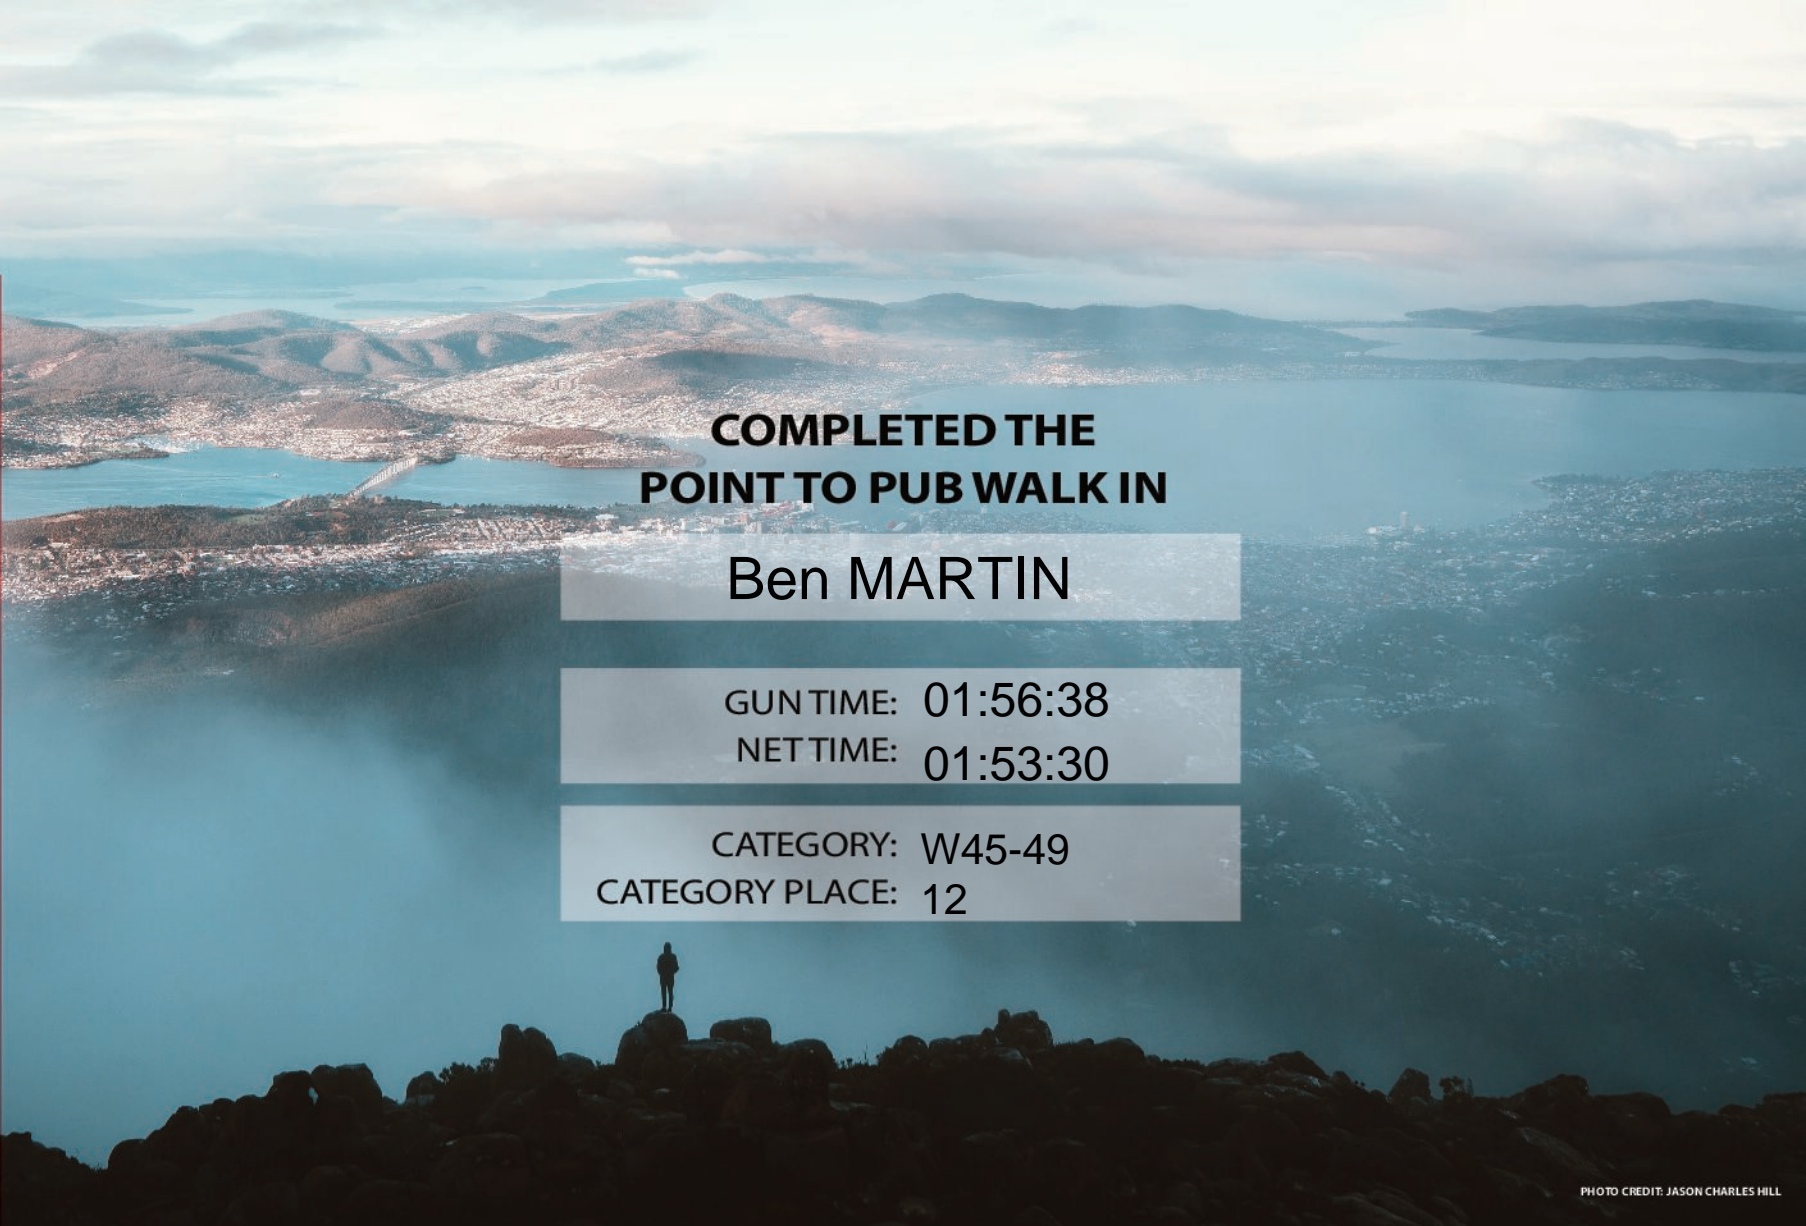 COMPLETED THE
POINT TO PUB WALK IN
Ben MARTIN
GUN TIME: 01:56:38
NET TIME: 01:53:30
CATEGORY: W45-49
CATEGORY PLACE: 12
PHOTO CREDIT: JASON CHARLES HILL